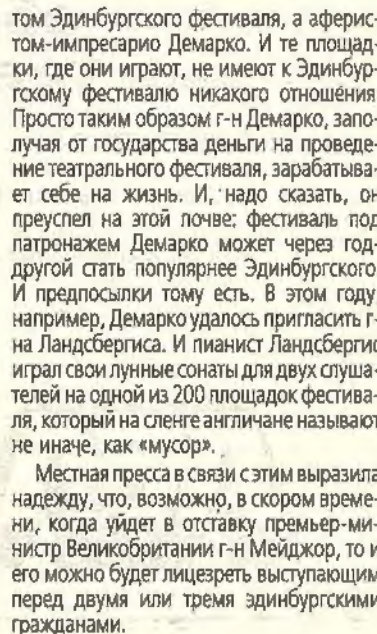 том Эдинбургского фестиваля, а аферис-
том-импресарио Демарко. И те площад-
ки, где они играют, не имеют к Эдинбур-
гскому фестивалю никакого отношения
Просто таким образом г-н Демарко, запо-
лучая от государства деньги на проведе-
ние театрального фестиваля, зарабатыва-
ет себе на жизнь. И, надо сказать, он
преуспел на этой почве: фестиваль под
патронажем Демарко может через год-
другой стать популярнее Эдинбургского
И предпосылки тому есть. В этом году,
например, Демарко удалось пригласить г-
на Ландсбергиса. И пианист Ландсбергис
играл свои лунные сонаты для двух слуша-
телей на одной из 200 площадок фестива-
ля, который на сленге англичане называют
не иначе, как «мусор».
Местная пресса в связи с этим выразила
надежду, что, возможно, в скором време-
ни, когда уйдет в отставку премьер-ми-
нистр Великобритании г-н Мейджор, то и
его можно будет лицезреть выступающим
перед двумя или тремя эдинбургскими
гражданами.